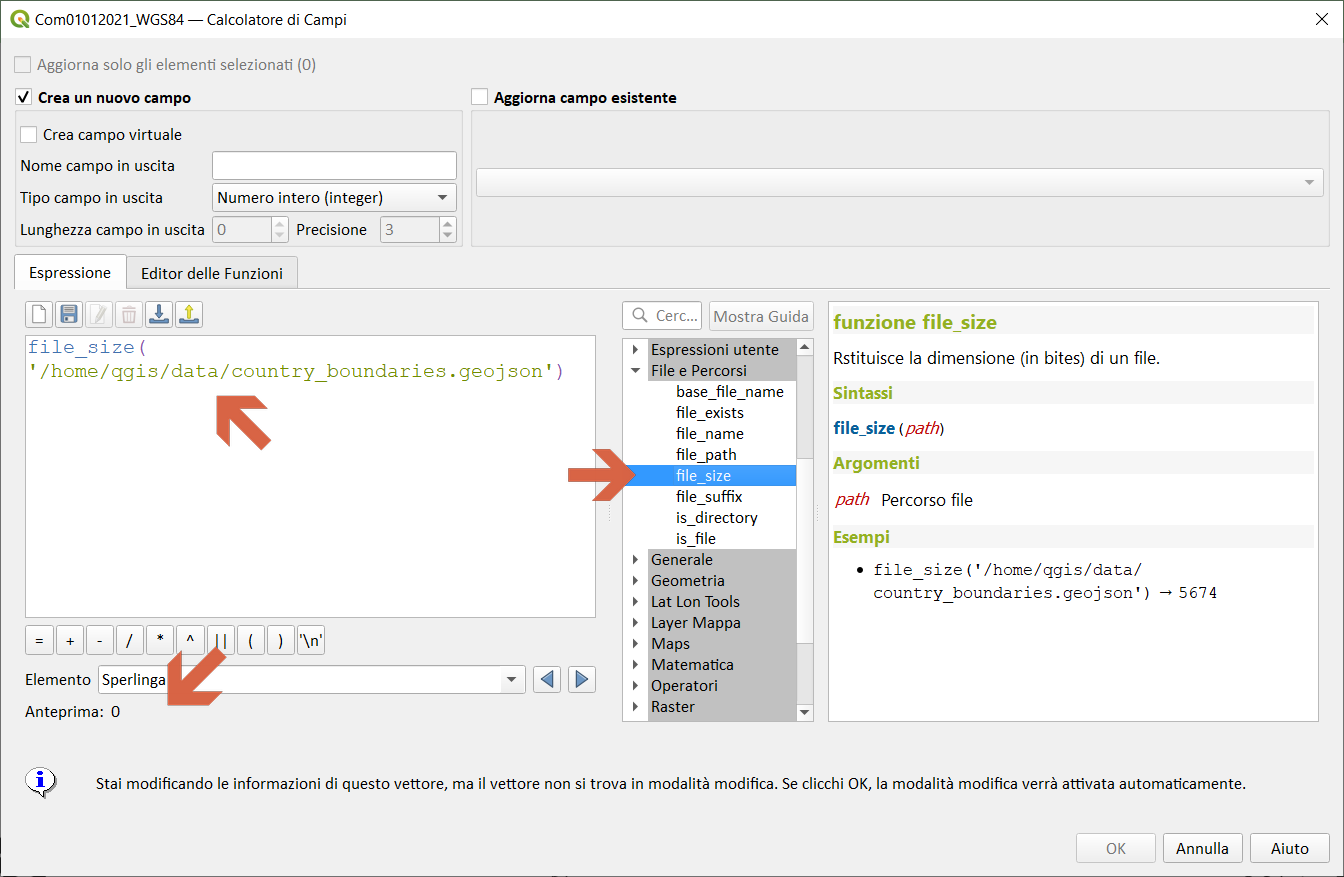 Com01012021_WGS84 — Calcolatore di Campi
Aggiorna solo gli elementi selezionati (0)
Crea un nuovo campo
Aggiorna campo esistente
Crea campo virtuale
Nome campo in uscita
Tipo campo in uscita Numero intero (integer)
Lunghezza campo in uscita 0 Precisione 3
Espressione Editor delle Funzioni
file_size(
'/home/qgis/data/country_boundaries.geojson')
= + - / * ^ || ( ) '\n'
Elemento Sperlinga
Anteprima: 0
Cerc... Mostra Guida
Espressioni utente
File e Percorsi
base_file_name
file_exists
file_name
file_path
file_size
file_suffix
is_directory
is_file
Generale
Geometria
Lat Lon Tools
Layer Mappa
Maps
Matematica
Operatori
Raster
funzione file_size
Rstituisce la dimensione (in bites) di un file.
Sintassi
file_size (path)
Argomenti
path Percorso file
Esempi
• file_size('/home/qgis/data/
country_boundaries.geojson') → 5674
Stai modificando le informazioni di questo vettore, ma il vettore non si trova in modalità modifica. Se clicchi OK, la modalità modifica verrà attivata automaticamente.
OK Annulla Aiuto